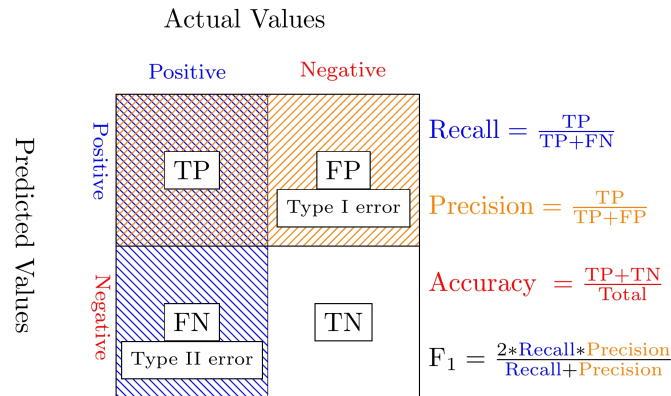 Actual Values
Positive
Negative
Predicted Values
Positive
TP
FP
Type I error
Negative
FN
Type II error
TN
Recall = TP/TP+FN
Precision = TP/TP+FP
Accuracy = TP+TN/Total
F₁ = 2*Recall*Precision/Recall+Precision